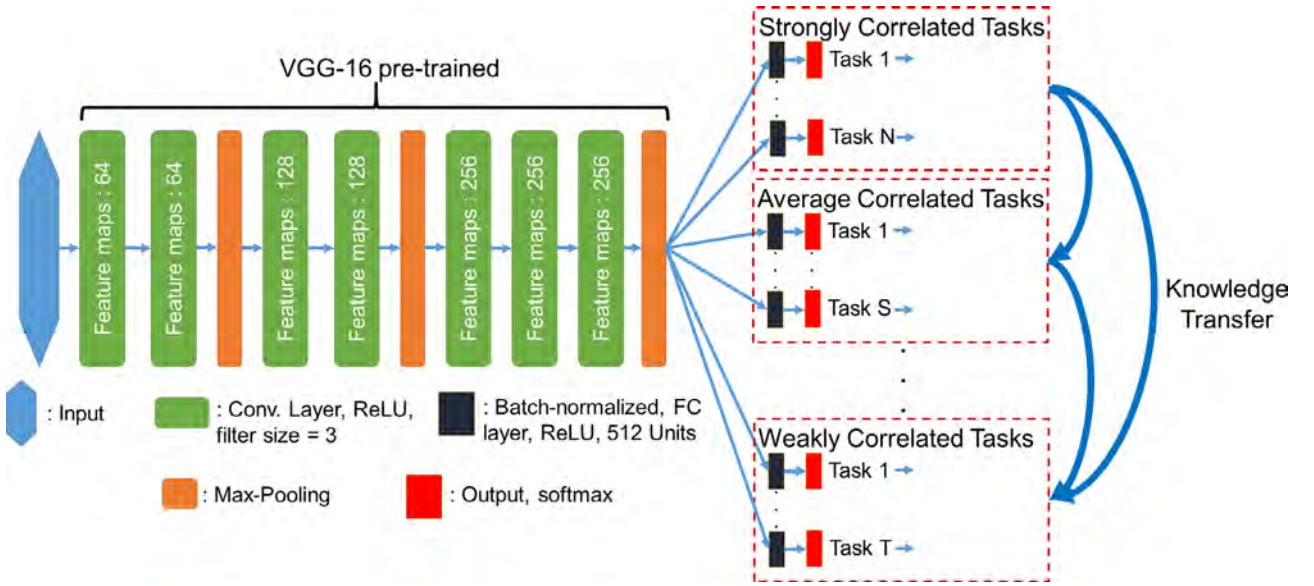 VGG-16 pre-trained
Feature maps : 64
Feature maps : 64
Feature maps : 128
Feature maps : 128
Feature maps : 256
Feature maps : 256
Feature maps : 256
Strongly Correlated Tasks
Task 1
Task N
Average Correlated Tasks
Task 1
Task S
Weakly Correlated Tasks
Task 1
Task T
Knowledge
Transfer
: Input
: Conv. Layer, ReLU,
filter size = 3
: Batch-normalized, FC
layer, ReLU, 512 Units
: Max-Pooling
: Output, softmax